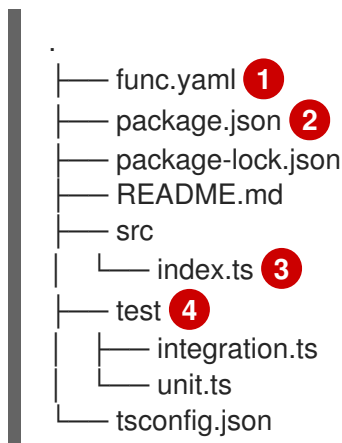 .
├── func.yaml 1
├── package.json 2
├── package-lock.json
├── README.md
├── src
│   └── index.ts 3
├── test 4
│   ├── integration.ts
│   └── unit.ts
└── tsconfig.json